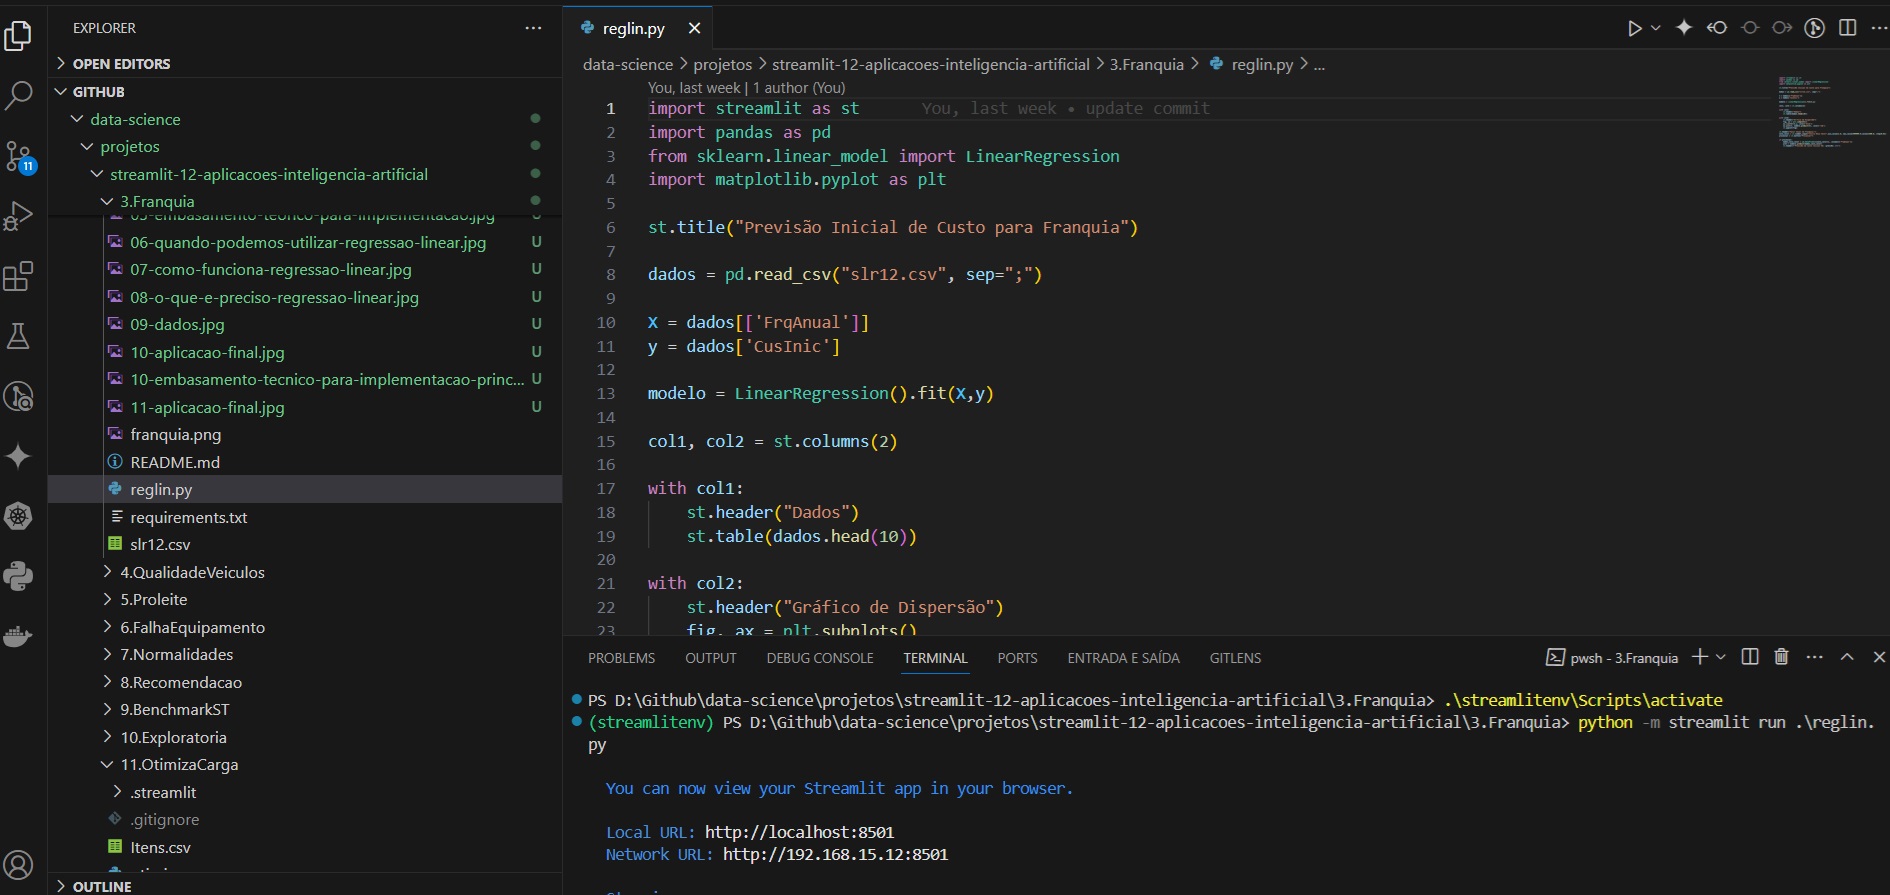 EXPLORER
OPEN EDITORS
GITHUB
data-science
projetos
streamlit-12-aplicacoes-inteligencia-artificial
3.Franquia
05-embasamento-teorico-para-implementacao.jpg U
06-quando-podemos-utilizar-regressao-linear.jpg U
07-como-funciona-regressao-linear.jpg U
08-o-que-e-preciso-regressao-linear.jpg U
09-dados.jpg U
10-aplicacao-final.jpg U
10-embasamento-tecnico-para-implementacao-princ... U
11-aplicacao-final.jpg U
franquia.png
README.md
reglin.py
requirements.txt
slr12.csv
4.QualidadeVeiculos
5.Proleite
6.FalhaEquipamento
7.Normalidades
8.Recomendacao
9.BenchmarkST
10.Exploratoria
11.OtimizaCarga
.streamlit
.gitignore
Itens.csv
OUTLINE
11
reglin.py
data-science > projetos > streamlit-12-aplicacoes-inteligencia-artificial > 3.Franquia > reglin.py > ...
You, last week | 1 author (You)
1 import streamlit as st You, last week • update commit
2 import pandas as pd
3 from sklearn.linear_model import LinearRegression
4 import matplotlib.pyplot as plt
5
6 st.title("Previsão Inicial de Custo para Franquia")
7
8 dados = pd.read_csv("slr12.csv", sep=";")
9
10 X = dados[['FrqAnual']]
11 y = dados['CusInic']
12
13 modelo = LinearRegression().fit(X,y)
14
15 col1, col2 = st.columns(2)
16
17 with col1:
18 st.header("Dados")
19 st.table(dados.head(10))
20
21 with col2:
22 st.header("Gráfico de Dispersão")
23 fig, ax = plt.subplots()
PROBLEMS OUTPUT DEBUG CONSOLE TERMINAL PORTS ENTRADA E SAÍDA GITLENS
pwsh - 3.Franquia
PS D:\Github\data-science\projetos\streamlit-12-aplicacoes-inteligencia-artificial\3.Franquia> .\streamlitenv\Scripts\activate
(streamlitenv) PS D:\Github\data-science\projetos\streamlit-12-aplicacoes-inteligencia-artificial\3.Franquia> python -m streamlit run .\reglin.
py
You can now view your Streamlit app in your browser.
Local URL: http://localhost:8501
Network URL: http://192.168.15.12:8501